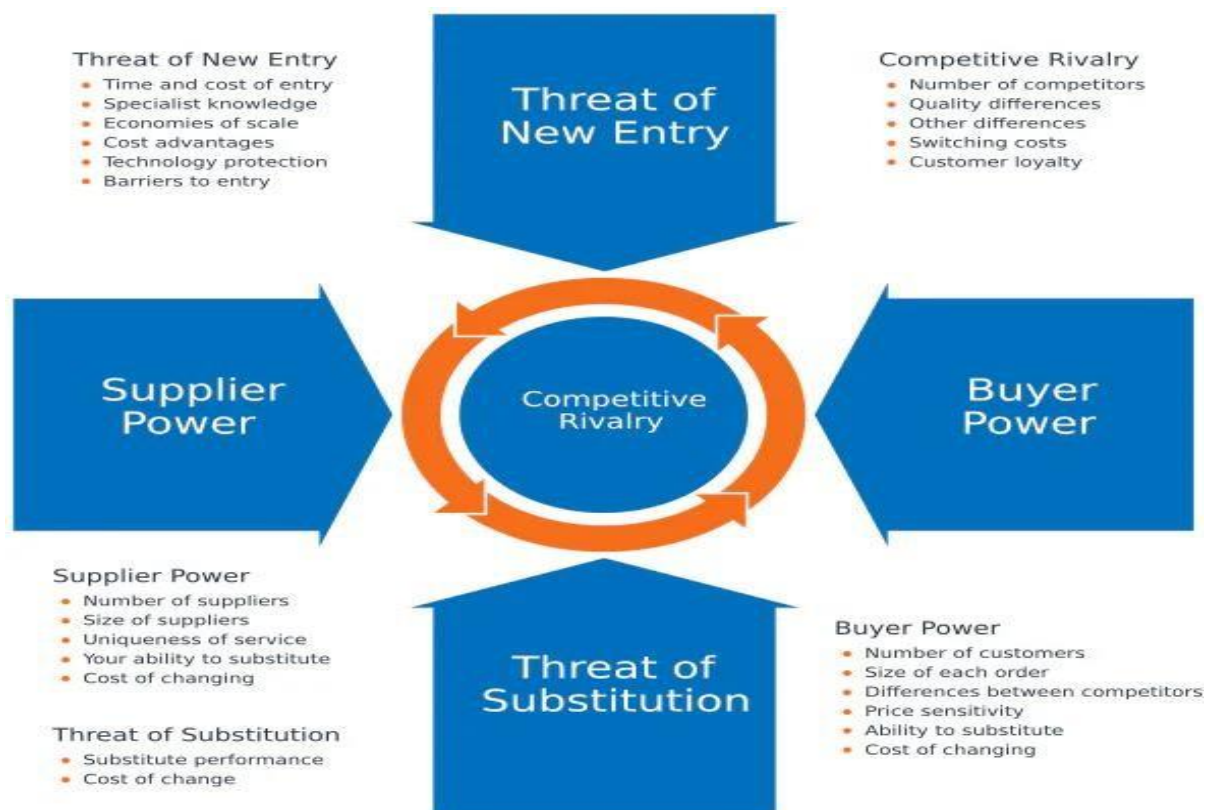 Threat of New Entry
Time and cost of entry
Specialist knowledge
Economies of scale
Cost advantages
Technology protection
Barriers to entry
Threat of
New Entry
Competitive Rivalry
Number of competitors
Quality differences
Other differences
Switching costs
Customer loyalty
Supplier
Power
Competitive
Rivalry
Buyer
Power
Supplier Power
Number of suppliers
Size of suppliers
Uniqueness of service
Your ability to substitute
Cost of changing
Threat of Substitution
Substitute performance
Cost of change
Threat of
Substitution
Buyer Power
Number of customers
Size of each order
Differences between competitors
Price sensitivity
Ability to substitute
Cost of changing